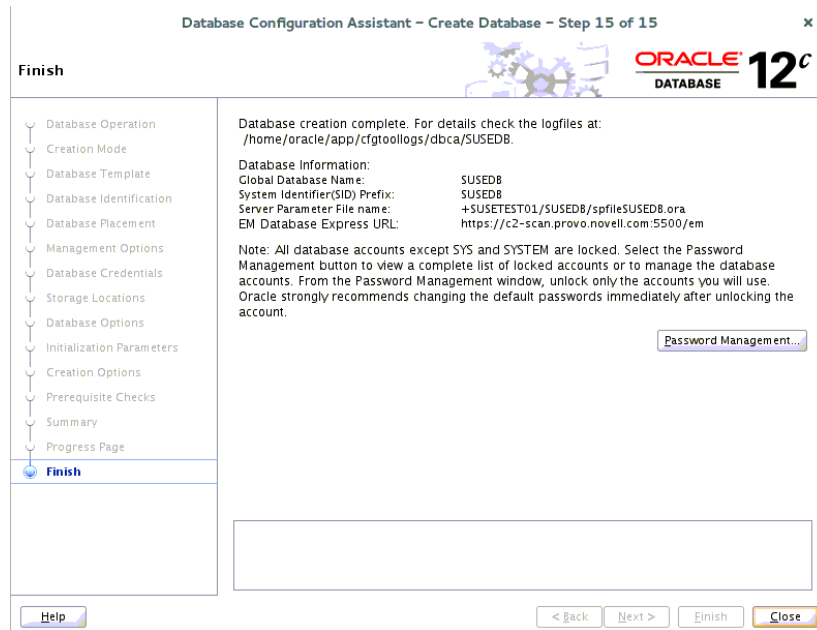 Database Configuration Assistant - Create Database - Step 15 of 15
Finish
ORACLE
DATABASE
12c
Database Operation
Creation Mode
Database Template
Database Identification
Database Placement
Management Options
Database Credentials
Storage Locations
Database Options
Initialization Parameters
Creation Options
Prerequisite Checks
Summary
Progress Page
Finish
Database creation complete. For details check the logfiles at:
/home/oracle/app/cfgtoollogs/dbca/SUSEDB.
Database Information:
Global Database Name: SUSEDB
System Identifier(SID) Prefix: SUSEDB
Server Parameter File name: +SUSETEST01/SUSEDB/spfileSUSEDB.ora
EM Database Express URL: https://c2-scan.provo.novell.com:5500/em
Note: All database accounts except SYS and SYSTEM are locked. Select the Password
Management button to view a complete list of locked accounts or to manage the database
accounts. From the Password Management window, unlock only the accounts you will use.
Oracle strongly recommends changing the default passwords immediately after unlocking the
account.
Password Management...
Help
< Back
Next >
Finish
Close